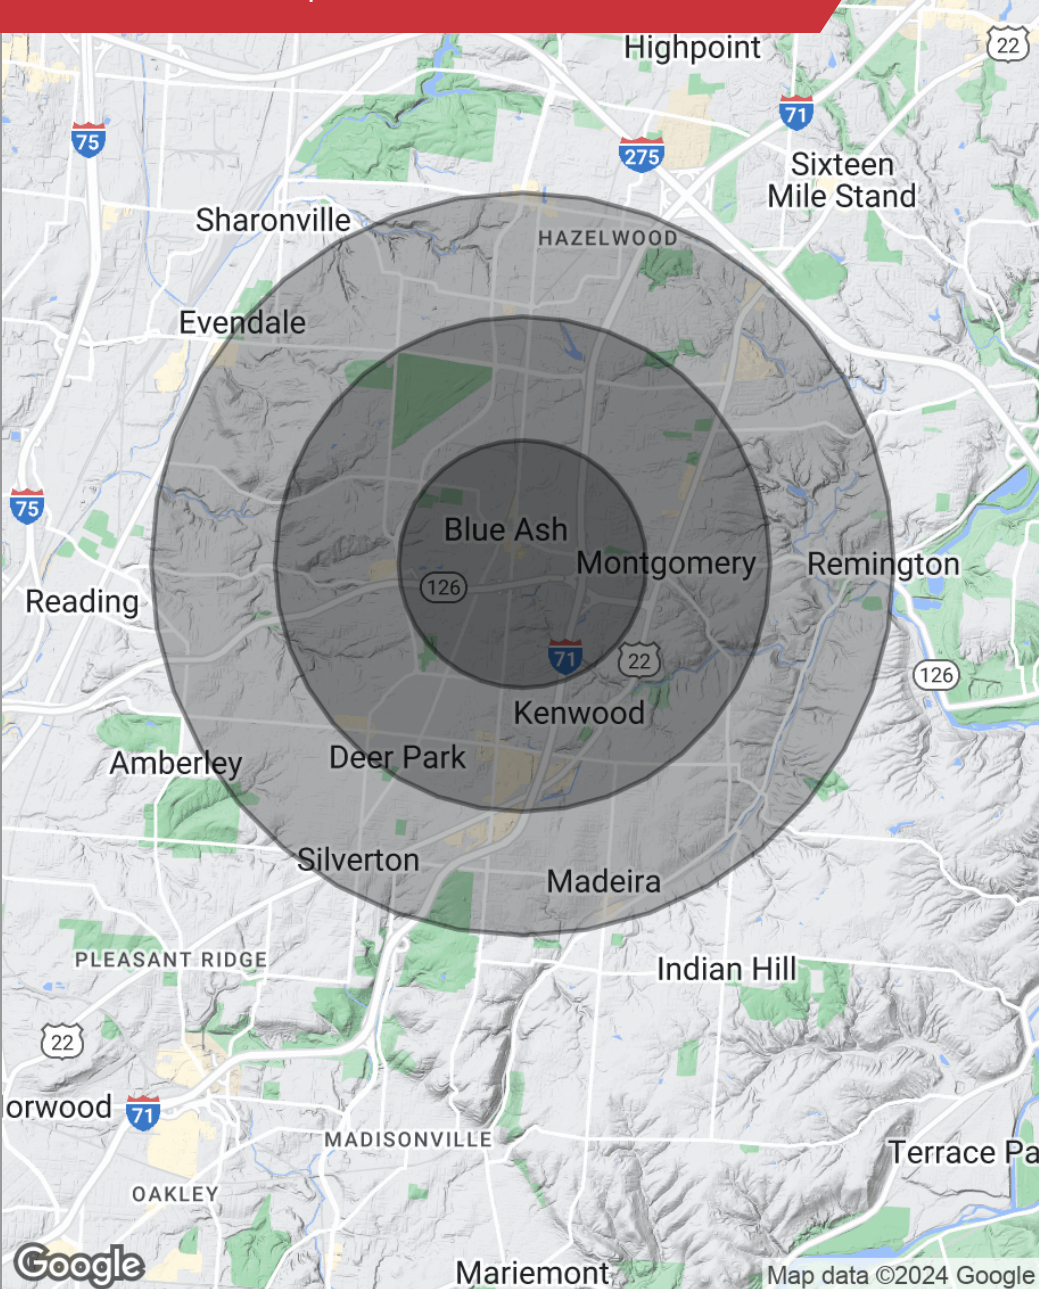 Highpoint
22
71
75
275
Sixteen
Mile Stand
Sharonville
HAZELWOOD
Evendale
75
Blue Ash
Montgomery
Remington
126
Reading
71
22
126
Kenwood
Deer Park
Amberley
Silverton
Madeira
PLEASANT RIDGE
Indian Hill
22
orwood
71
MADISONVILLE
Terrace Pa
OAKLEY
Google
Mariemont
Map data ©2024 Google